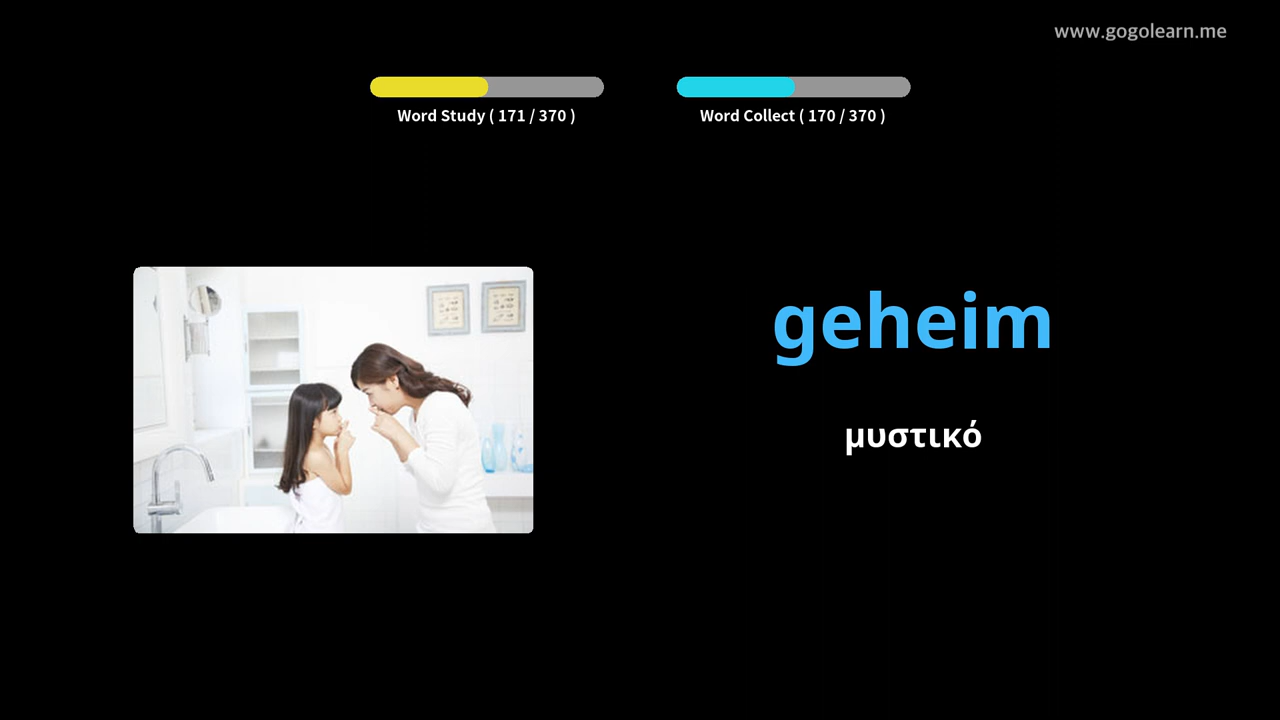 www.gogolearn.me
Word Study ( 171 / 370 )
Word Collect ( 170 / 370 )
geheim
μυστικό